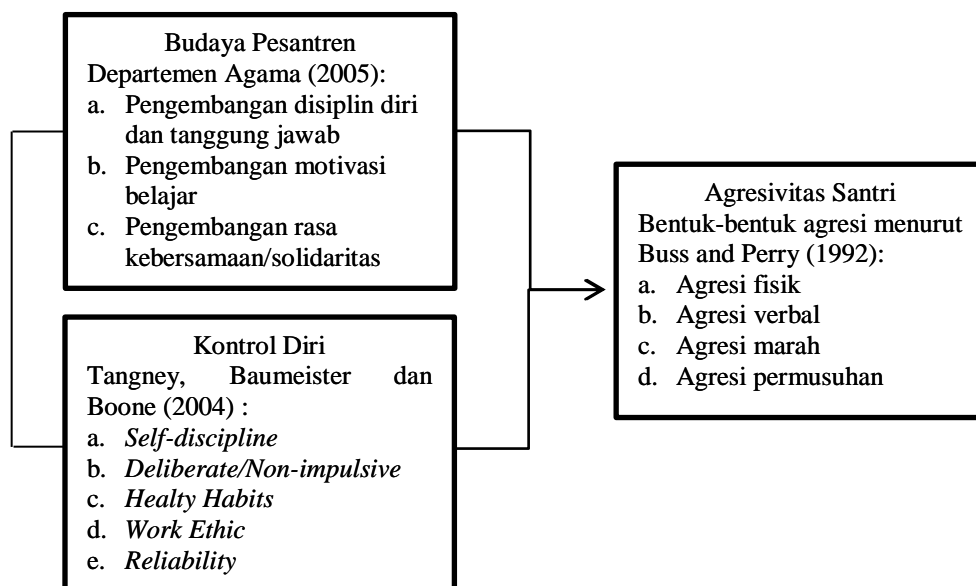 Budaya Pesantren
Departemen Agama (2005):
a. Pengembangan disiplin diri
dan tanggung jawab
b. Pengembangan motivasi
belajar
c. Pengembangan rasa
kebersamaan/solidaritas
Kontrol Diri
Tangney, Baumeister dan
Boone (2004) :
a. Self-discipline
b. Deliberate/Non-impulsive
c. Healty Habits
d. Work Ethic
e. Reliability
Agresivitas Santri
Bentuk-bentuk agresi menurut
Buss and Perry (1992):
a. Agresi fisik
b. Agresi verbal
c. Agresi marah
d. Agresi permusuhan